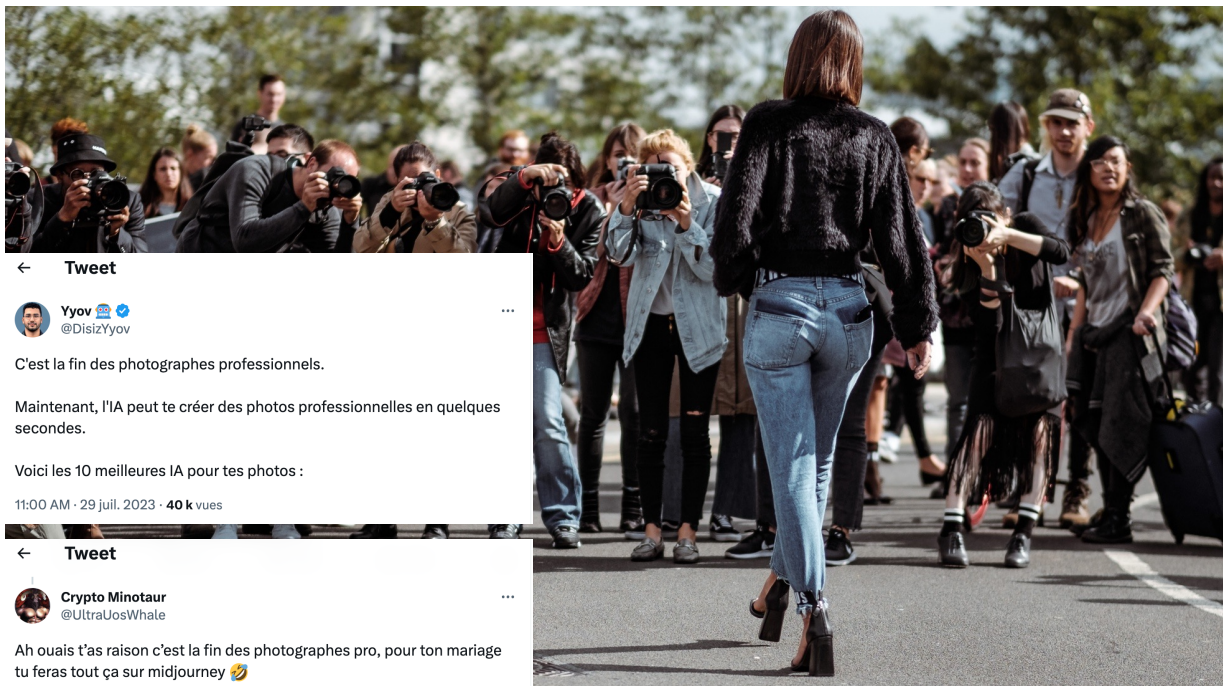 Tweet
Yyov
@DisizYyov
C'est la fin des photographes professionnels.
Maintenant, l'IA peut te créer des photos professionnelles en quelques
secondes.
Voici les 10 meilleures IA pour tes photos :
11:00 AM · 29 juil. 2023 · 40 k vues
Tweet
Crypto Minotaur
@UltraUosWhale
Ah ouais t’as raison c’est la fin des photographes pro, pour ton mariage
tu feras tout ça sur midjourney 🤣